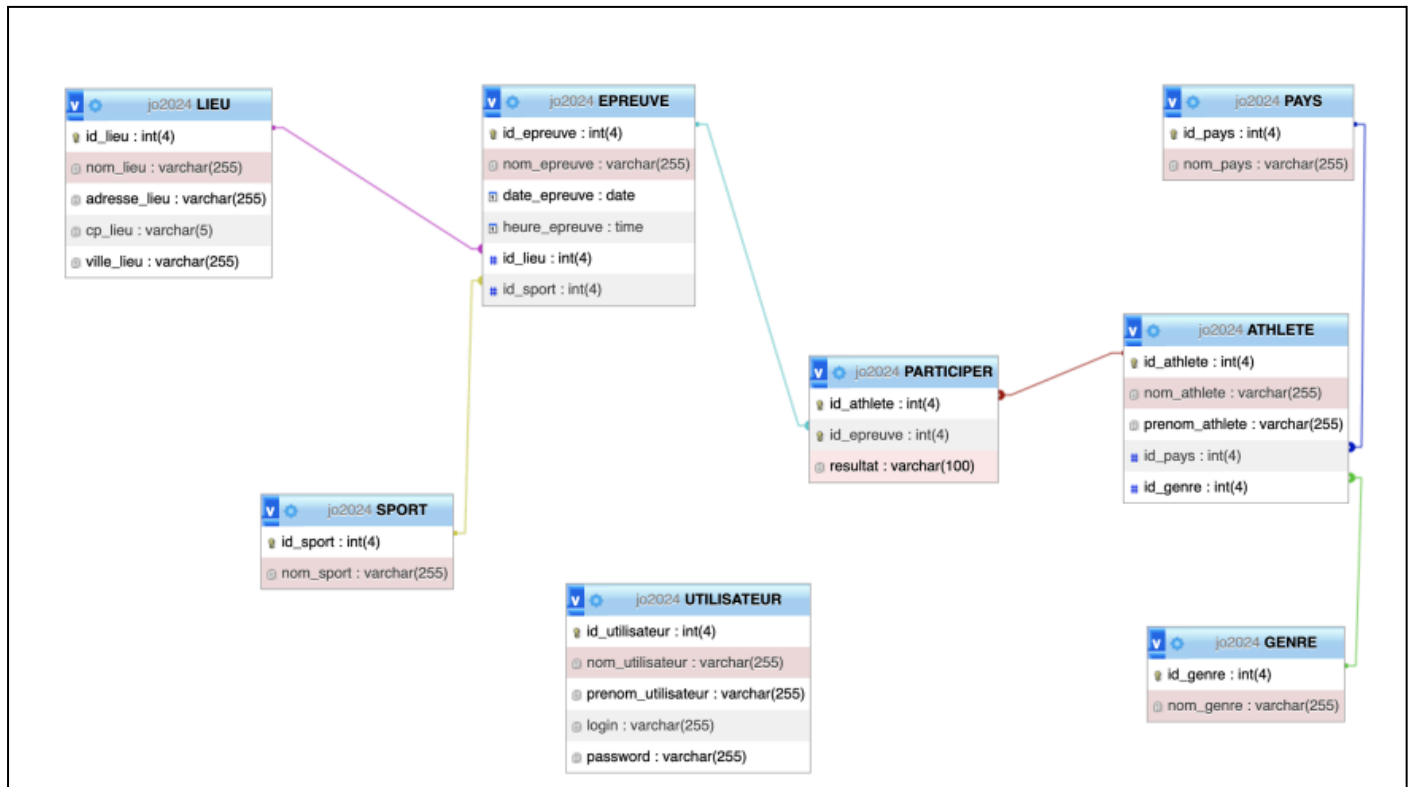 jo2024 LIEU
id_lieu : int(4)
nom_lieu : varchar(255)
adresse_lieu : varchar(255)
cp_lieu : varchar(5)
ville_lieu : varchar(255)
jo2024 EPREUVE
id_epreuve : int(4)
nom_epreuve : varchar(255)
date_epreuve : date
heure_epreuve : time
id_lieu : int(4)
id_sport : int(4)
jo2024 PAYS
id_pays : int(4)
nom_pays : varchar(255)
jo2024 ATHLETE
id_athlete : int(4)
nom_athlete : varchar(255)
prenom_athlete : varchar(255)
id_pays : int(4)
id_genre : int(4)
jo2024 PARTICIPER
id_athlete : int(4)
id_epreuve : int(4)
resultat : varchar(100)
jo2024 SPORT
id_sport : int(4)
nom_sport : varchar(255)
jo2024 UTILISATEUR
id_utilisateur : int(4)
nom_utilisateur : varchar(255)
prenom_utilisateur : varchar(255)
login : varchar(255)
password : varchar(255)
jo2024 GENRE
id_genre : int(4)
nom_genre : varchar(255)